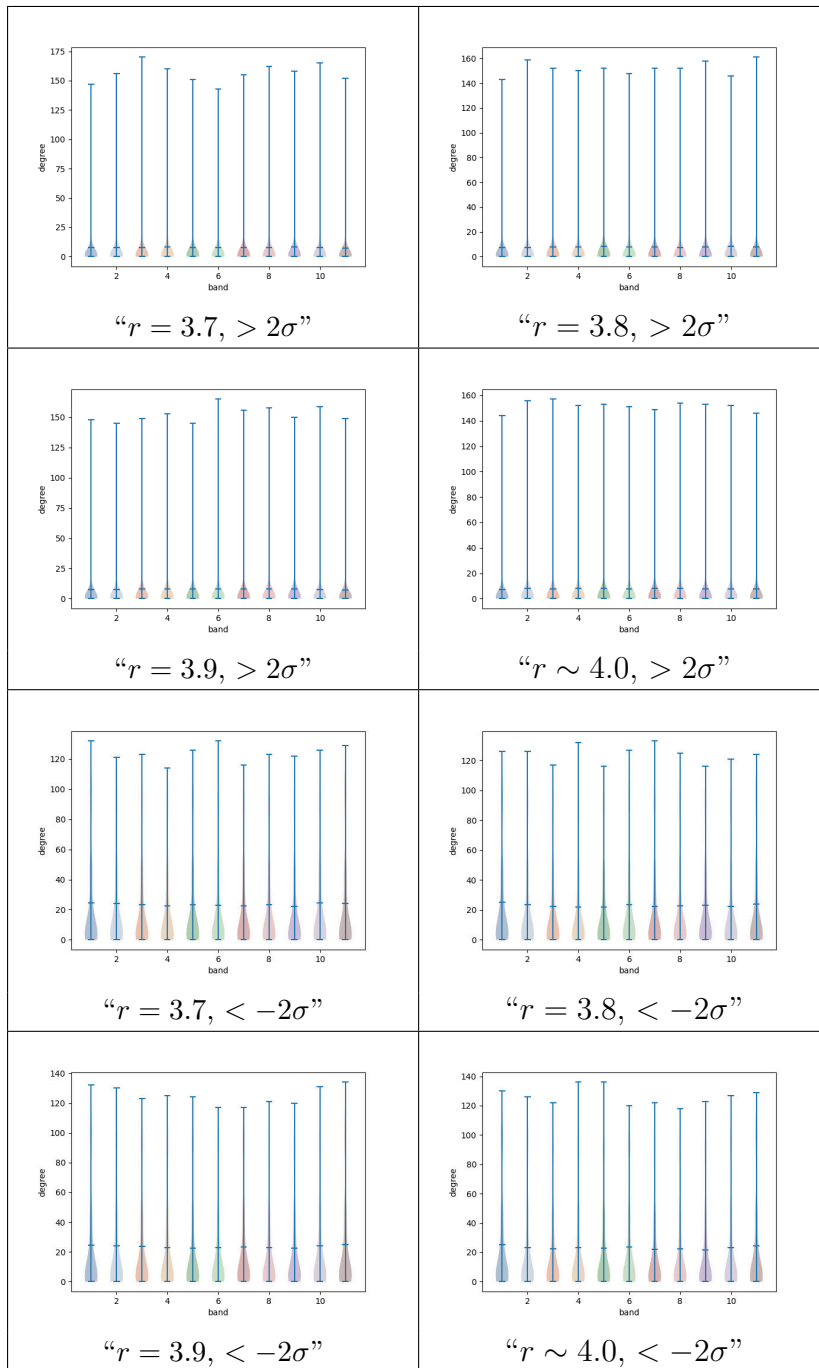 175
150
125
100
75
50
25
0
degree
2 4 6 8 10
band
“r = 3.7, > 2σ”
160
140
120
100
80
60
40
20
0
degree
2 4 6 8 10
band
“r = 3.8, > 2σ”
150
125
100
75
50
25
0
degree
2 4 6 8 10
band
“r = 3.9, > 2σ”
160
140
120
100
80
60
40
20
0
degree
2 4 6 8 10
band
“r ∼ 4.0, > 2σ”
120
100
80
60
40
20
0
degree
2 4 6 8 10
band
“r = 3.7, < −2σ”
120
100
80
60
40
20
0
degree
2 4 6 8 10
band
“r = 3.8, < −2σ”
140
120
100
80
60
40
20
0
degree
2 4 6 8 10
band
“r = 3.9, < −2σ”
140
120
100
80
60
40
20
0
degree
2 4 6 8 10
band
“r ∼ 4.0, < −2σ”